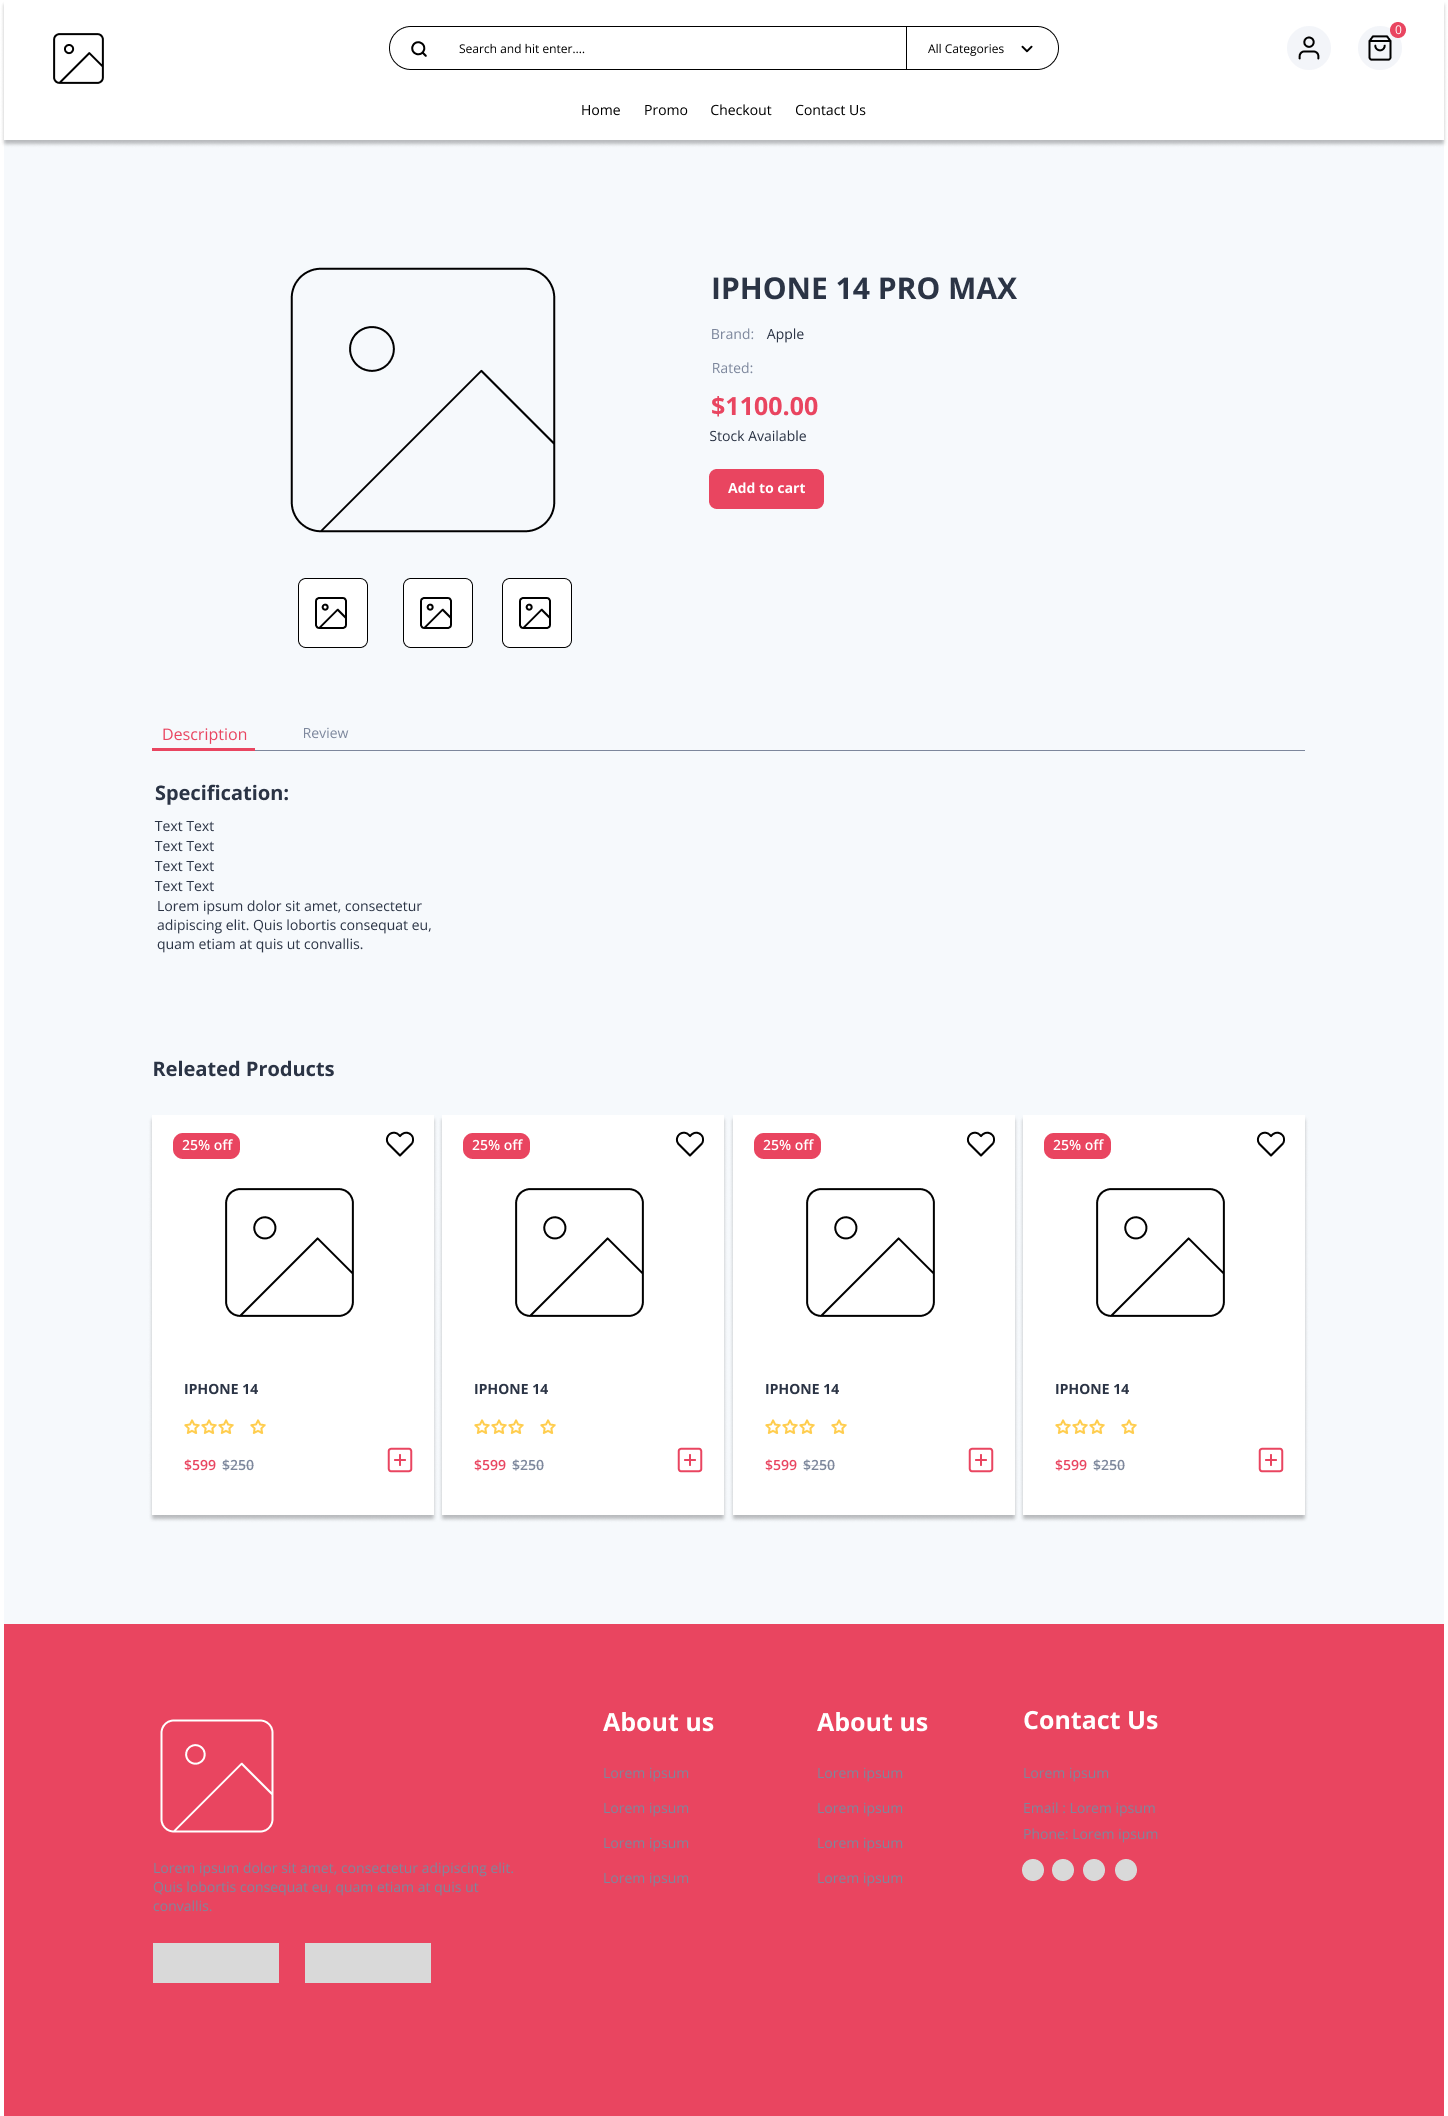 Search and hit enter....
All Categories
0
Home Promo Checkout Contact Us
IPHONE 14 PRO MAX
Brand: Apple
Rated:
$1100.00
Stock Available
Add to cart
Description Review
Specification:
Text Text
Text Text
Text Text
Text Text
Lorem ipsum dolor sit amet, consectetur
adipiscing elit. Quis lobortis consequat eu,
quam etiam at quis ut convallis.
Releated Products
25% off
IPHONE 14
$599 $250
25% off
IPHONE 14
$599 $250
25% off
IPHONE 14
$599 $250
25% off
IPHONE 14
$599 $250
Lorem ipsum dolor sit amet, consectetur adipiscing elit.
Quis lobortis consequat eu, quam etiam at quis ut
convallis.
About us
Lorem ipsum
Lorem ipsum
Lorem ipsum
Lorem ipsum
About us
Lorem ipsum
Lorem ipsum
Lorem ipsum
Lorem ipsum
Contact Us
Lorem ipsum
Email : Lorem ipsum
Phone: Lorem ipsum